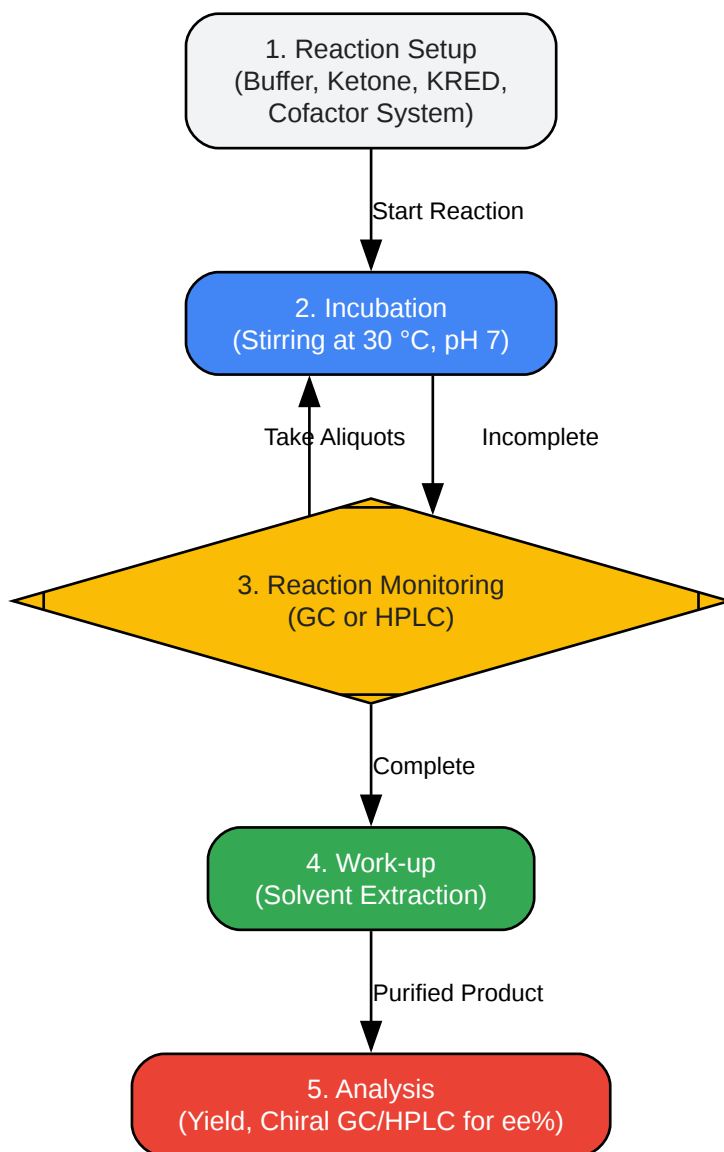 1. Reaction Setup
(Buffer, Ketone, KRED,
Cofactor System)
Start Reaction
2. Incubation
(Stirring at 30 °C, pH 7)
Take Aliquots
Incomplete
3. Reaction Monitoring
(GC or HPLC)
Complete
4. Work-up
(Solvent Extraction)
Purified Product
5. Analysis
(Yield, Chiral GC/HPLC for ee%)